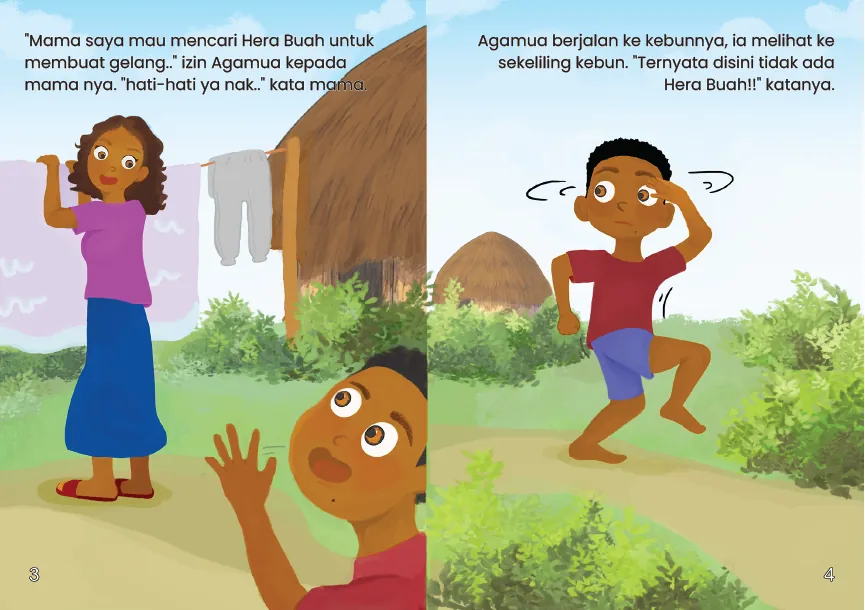 "Mama saya mau mencari Hera Buah untuk
membuat gelang.." izin Agamua kepada
mama nya. "hati-hati ya nak.." kata mama.
3
Agamua berjalan ke kebunnya, ia melihat ke
sekeliling kebun. "Ternyata disini tidak ada
Hera Buah!!" katanya.
4